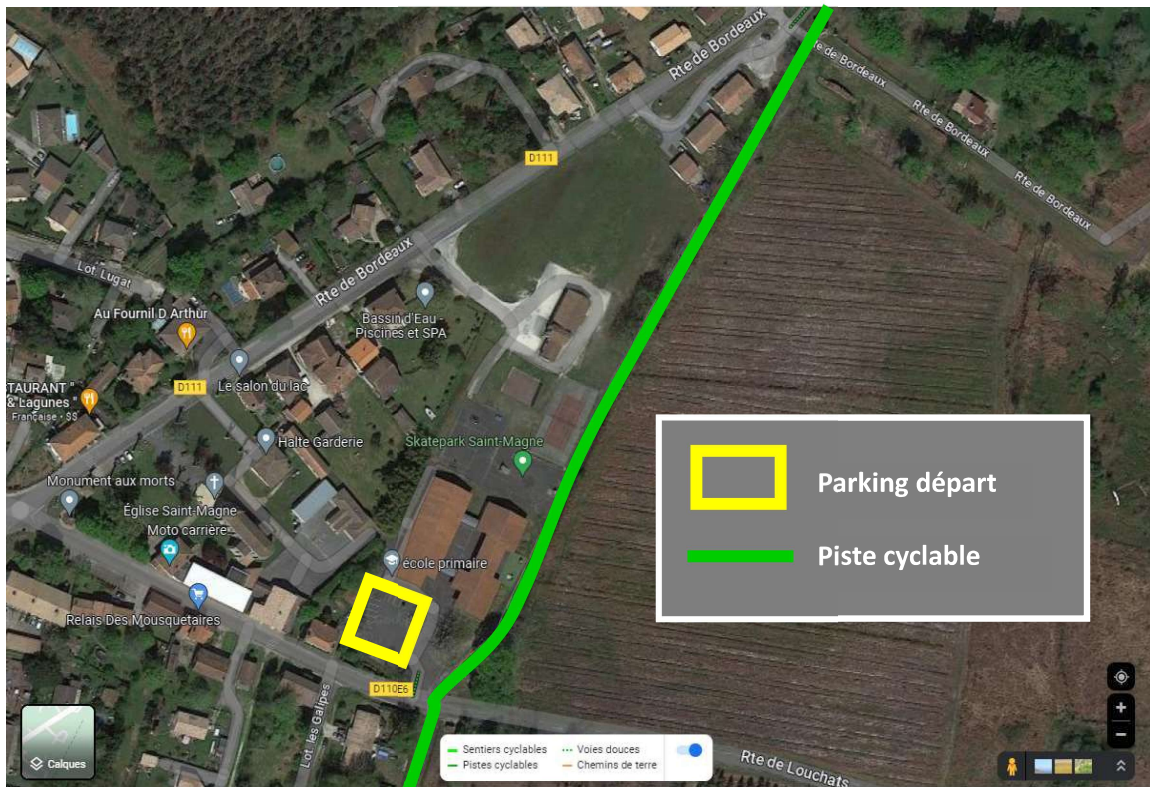 Rte de Bordeaux
Rte de Bordeaux
Rte de Bordeaux
D111
Rte de Bordeaux
Lot. Lugat
Rte de Bordeaux
Au Fournil D Arthur
Bassin d'Eau -
Piscines et SPA
D111
Le salon du lac
STAURANT "
& Lagunes "
Française • $$
Halte Garderie
Skatepark Saint-Magne
Monument aux morts
Église Saint-Magne
Moto carrière
école primaire
Relais Des Mousquetaires
D110E6
Lot. les Galipes
Rte de Louchats
Parking départ
Piste cyclable
Calques
Sentiers cyclables
Voies douces
Pistes cyclables
Chemins de terre